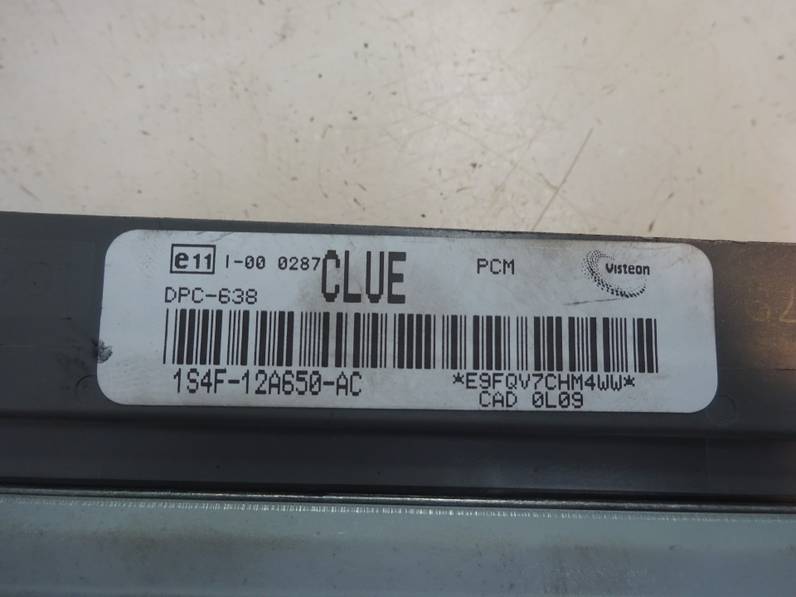 e11 I-00 0287 CLUE PCM Visteon
DPC-638
1S4F-12A650-AC *E9FQV7CHM4WW*
CAD 0L09